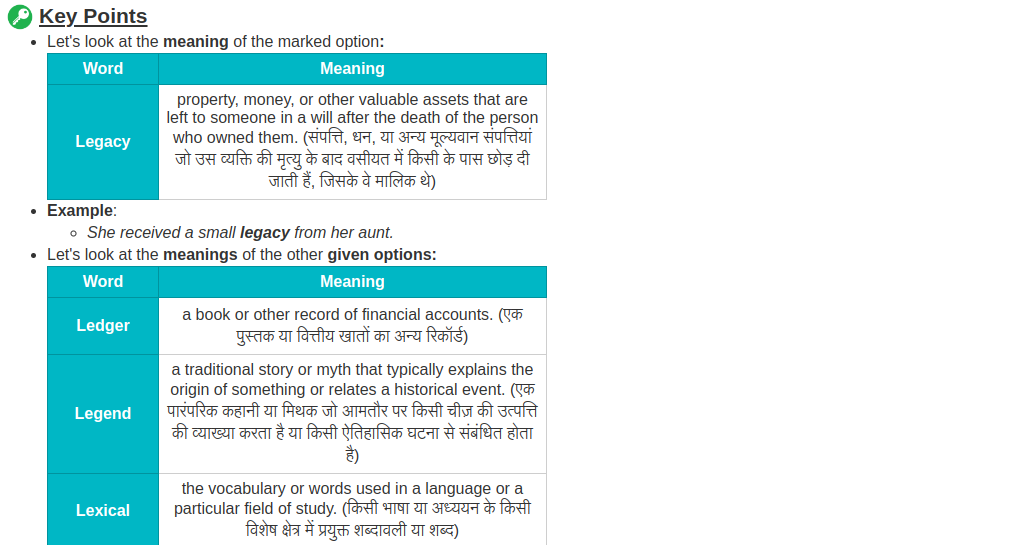 Key Points
Let's look at the meaning of the marked option:
Word Meaning
Legacy
property, money, or other valuable assets that are
left to someone in a will after the death of the person
who owned them. (संपत्ति, धन, या अन्य मूल्यवान संपत्तियां
जो उस व्यक्ति की मृत्यु के बाद वसीयत में किसी के पास छोड़ दी
जाती हैं, जिसके वे मालिक थे)
Example:
She received a small legacy from her aunt.
Let's look at the meanings of the other given options:
Word Meaning
Ledger
a book or other record of financial accounts. (एक
पुस्तक या वित्तीय खातों का अन्य रिकॉर्ड)
Legend
a traditional story or myth that typically explains the
origin of something or relates a historical event. (एक
पारंपरिक कहानी या मिथक जो आमतौर पर किसी चीज़ की उत्पत्ति
की व्याख्या करता है या किसी ऐतिहासिक घटना से संबंधित होता
है)
Lexical
the vocabulary or words used in a language or a
particular field of study. (किसी भाषा या अध्ययन के किसी
विशेष क्षेत्र में प्रयुक्त शब्दावली या शब्द)